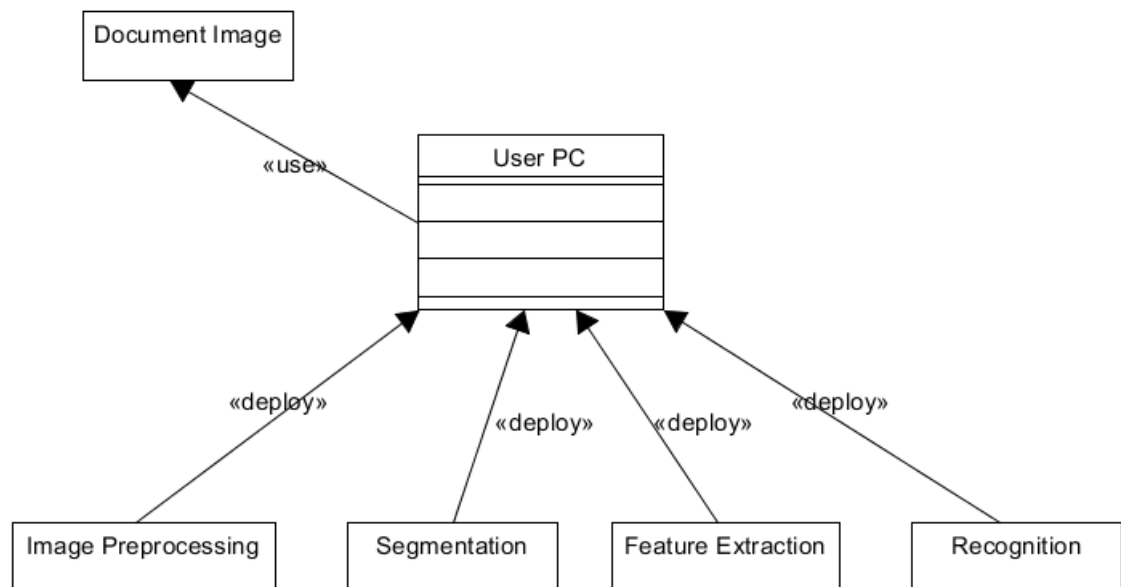 Document Image
User PC
«use»
«deploy»
«deploy»
«deploy»
«deploy»
Image Preprocessing
Segmentation
Feature Extraction
Recognition